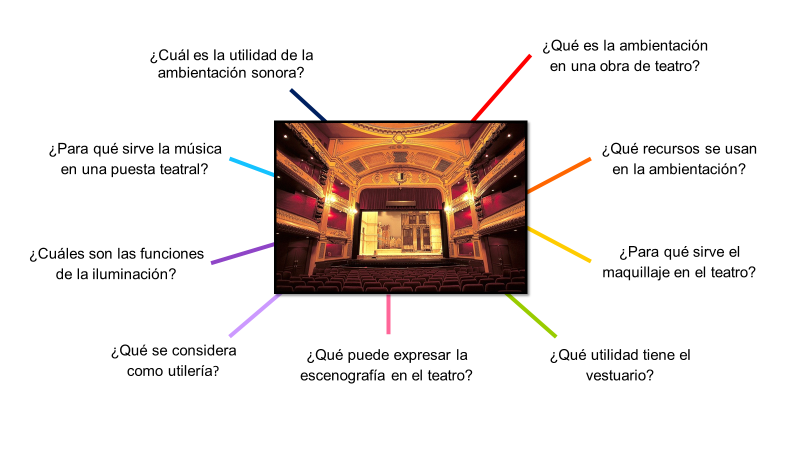 ¿Cuál es la utilidad de la
ambientación sonora?
¿Qué es la ambientación
en una obra de teatro?
¿Para qué sirve la música
en una puesta teatral?
¿Qué recursos se usan
en la ambientación?
¿Cuáles son las funciones
de la iluminación?
¿Para qué sirve el
maquillaje en el teatro?
¿Qué se considera
como utilería?
¿Qué puede expresar la
escenografía en el teatro?
¿Qué utilidad tiene el
vestuario?